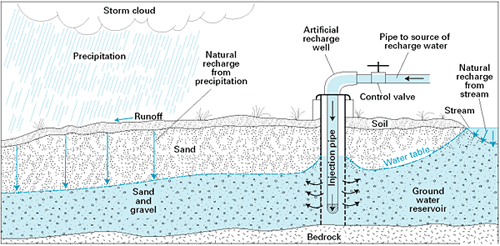 Storm cloud
Precipitation
Natural
recharge
from
precipitation
Runoff
Artificial
recharge
well
Pipe to source of
recharge water
Control valve
Natural
recharge
from
stream
Stream
Soil
Sand
Water table
Injection pipe
Sand
and
gravel
Ground
water
reservoir
Bedrock